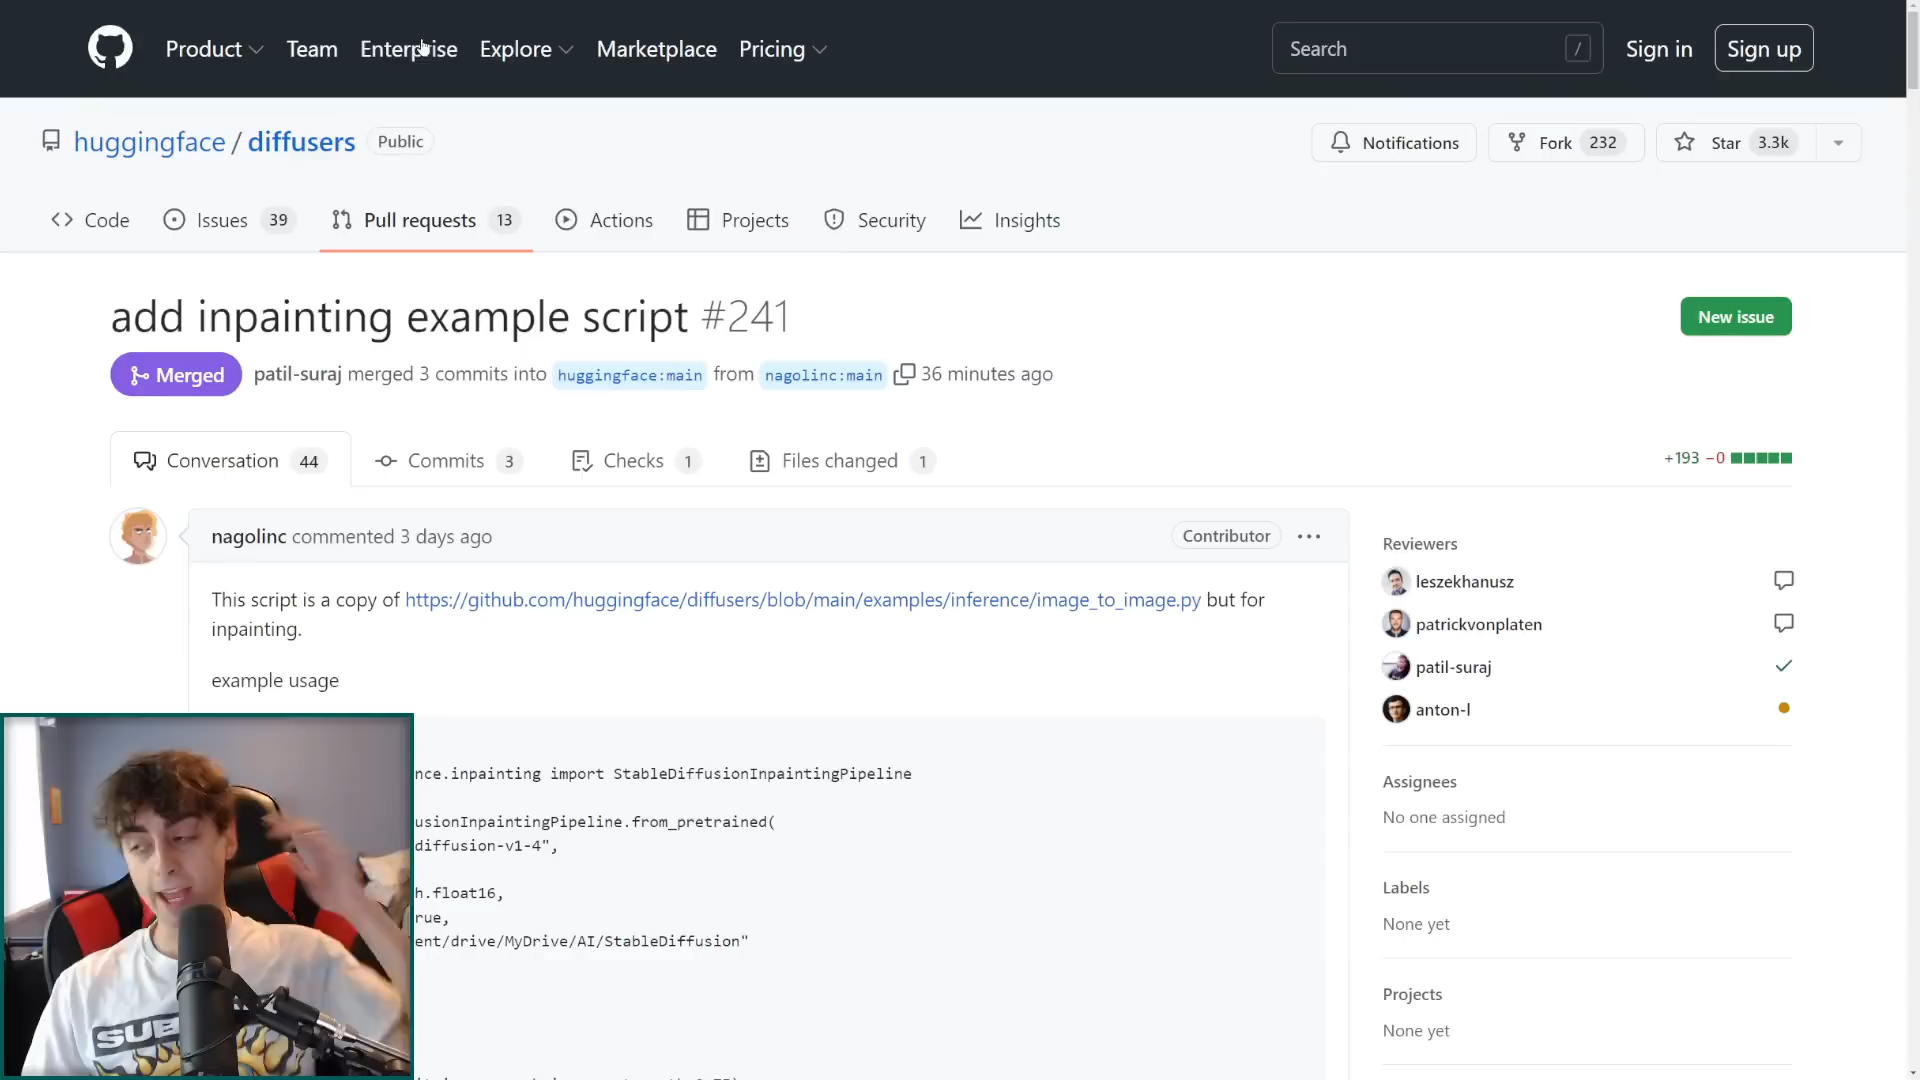 Product Team Enterprise Explore Marketplace Pricing Search / Sign in Sign up
huggingface / diffusers Public Notifications Fork 232 Star 3.3k
Code Issues 39 Pull requests 13 Actions Projects Security Insights
add inpainting example script #241
New issue
Merged patil-suraj merged 3 commits into huggingface:main from nagolinc:main 36 minutes ago
Conversation 44 Commits 3 Checks 1 Files changed 1 +193 −0
nagolinc commented 3 days ago Contributor
This script is a copy of https://github.com/huggingface/diffusers/blob/main/examples/inference/image_to_image.py but for
inpainting.
example usage
nce.inpainting import StableDiffusionInpaintingPipeline
usionInpaintingPipeline.from_pretrained(
diffusion-v1-4",
h.float16,
rue,
ent/drive/MyDrive/AI/StableDiffusion"
Reviewers
leszekhanusz
patrickvonplaten
patil-suraj
anton-l
Assignees
No one assigned
Labels
None yet
Projects
None yet
SUB